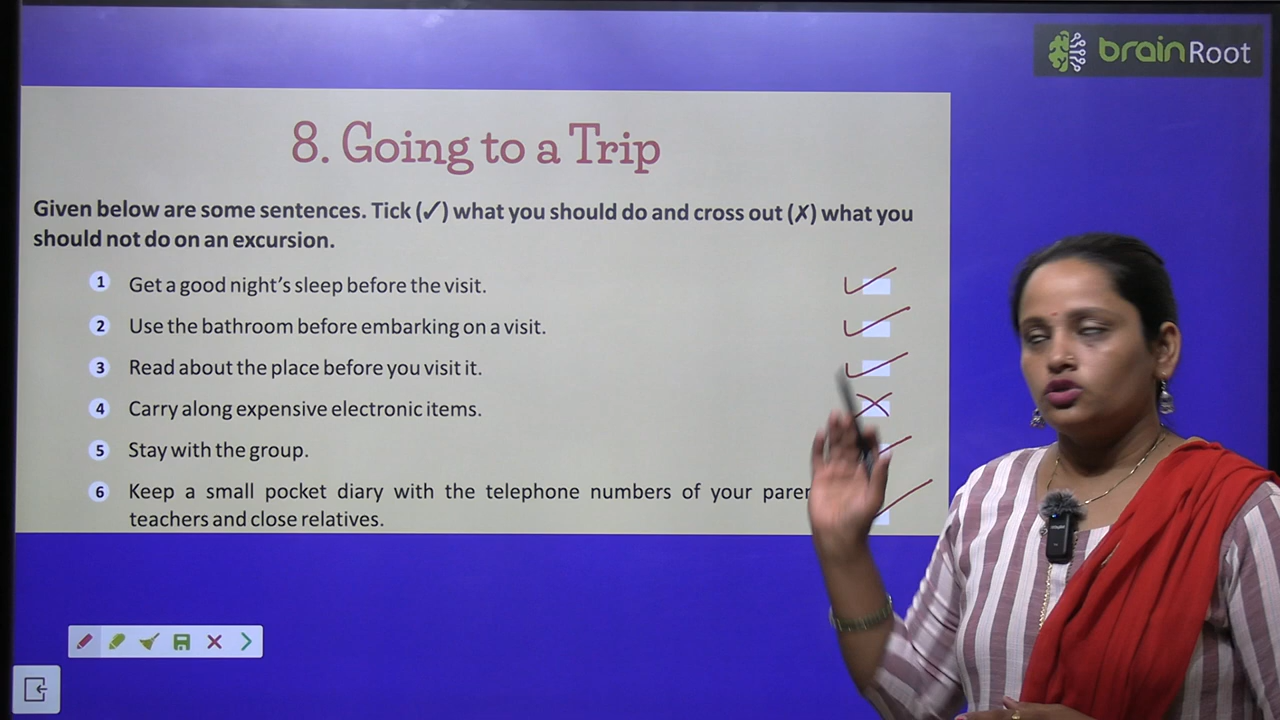 brainRoot
8. Going to a Trip
Given below are some sentences. Tick (✓) what you should do and cross out (✗) what you
should not do on an excursion.
1 Get a good night's sleep before the visit.
2 Use the bathroom before embarking on a visit.
3 Read about the place before you visit it.
4 Carry along expensive electronic items.
5 Stay with the group.
6 Keep a small pocket diary with the telephone numbers of your
teachers and close relatives.